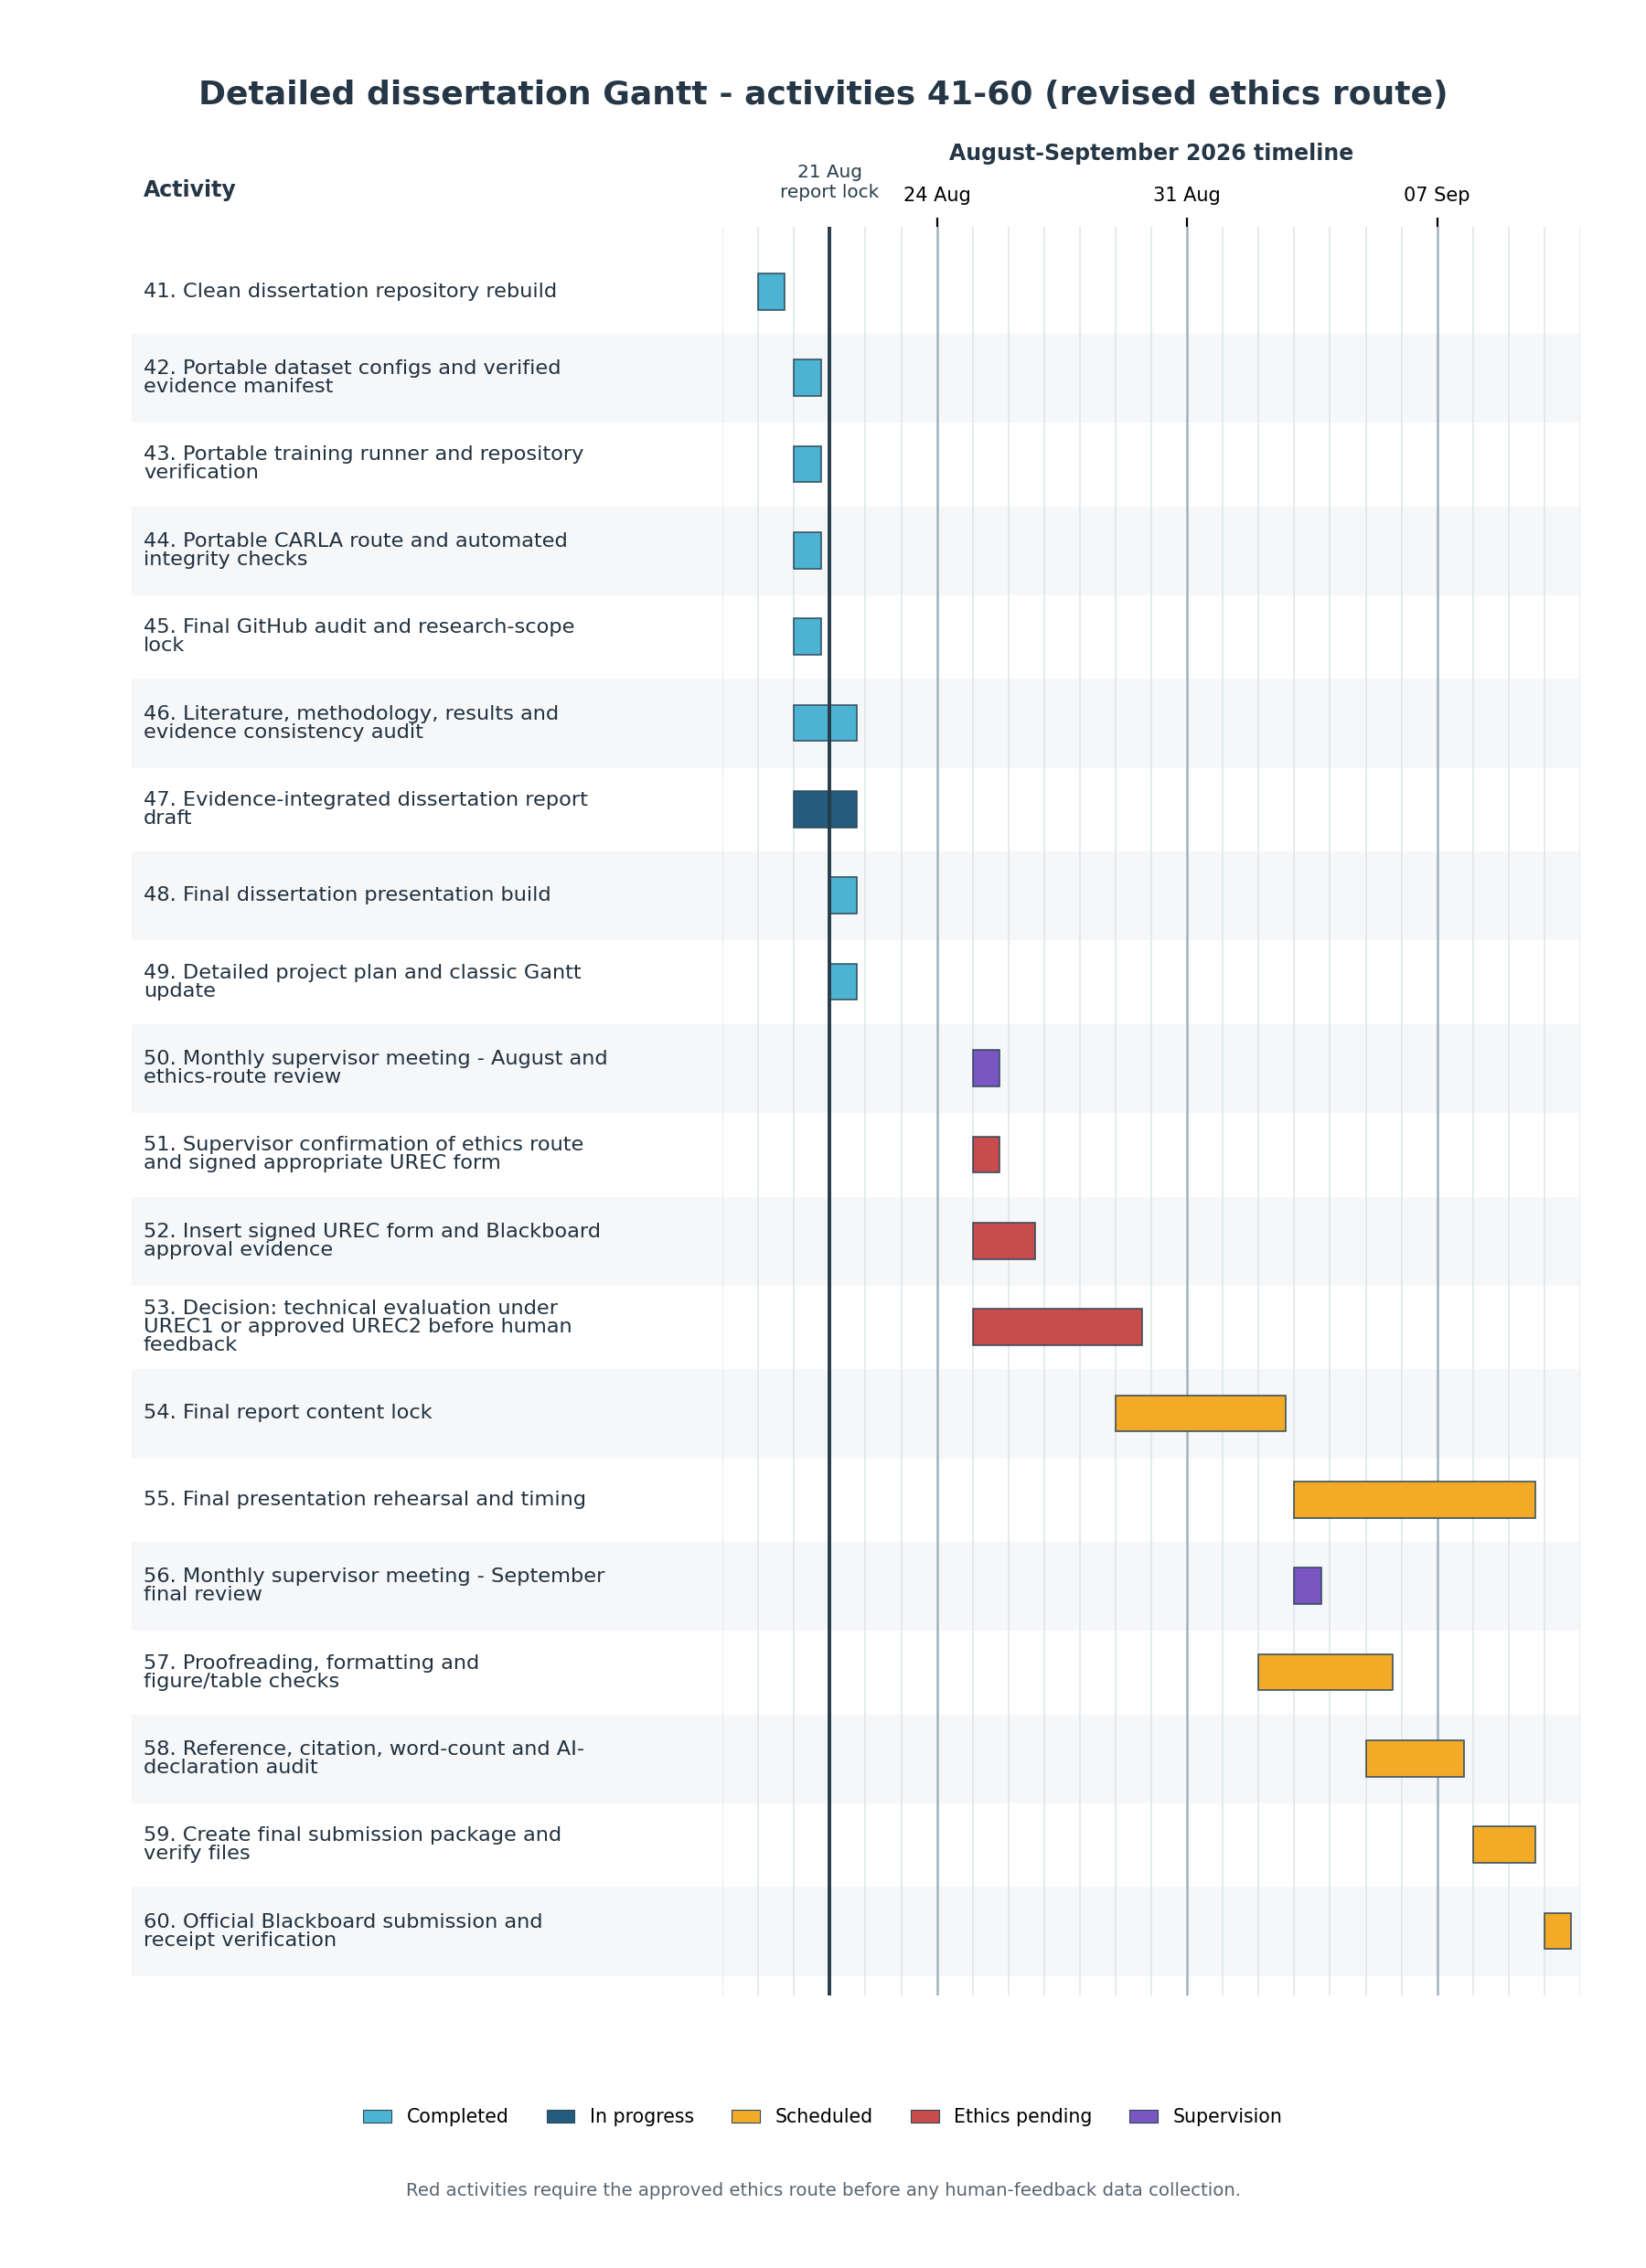 Detailed dissertation Gantt - activities 41-60 (revised ethics route)
August-September 2026 timeline
Activity
21 Aug
report lock
24 Aug
31 Aug
07 Sep
41. Clean dissertation repository rebuild
42. Portable dataset configs and verified
evidence manifest
43. Portable training runner and repository
verification
44. Portable CARLA route and automated
integrity checks
45. Final GitHub audit and research-scope
lock
46. Literature, methodology, results and
evidence consistency audit
47. Evidence-integrated dissertation report
draft
48. Final dissertation presentation build
49. Detailed project plan and classic Gantt
update
50. Monthly supervisor meeting - August and
ethics-route review
51. Supervisor confirmation of ethics route
and signed appropriate UREC form
52. Insert signed UREC form and Blackboard
approval evidence
53. Decision: technical evaluation under
UREC1 or approved UREC2 before human
feedback
54. Final report content lock
55. Final presentation rehearsal and timing
56. Monthly supervisor meeting - September
final review
57. Proofreading, formatting and
figure/table checks
58. Reference, citation, word-count and AI-
declaration audit
59. Create final submission package and
verify files
60. Official Blackboard submission and
receipt verification
Completed
In progress
Scheduled
Ethics pending
Supervision
Red activities require the approved ethics route before any human-feedback data collection.